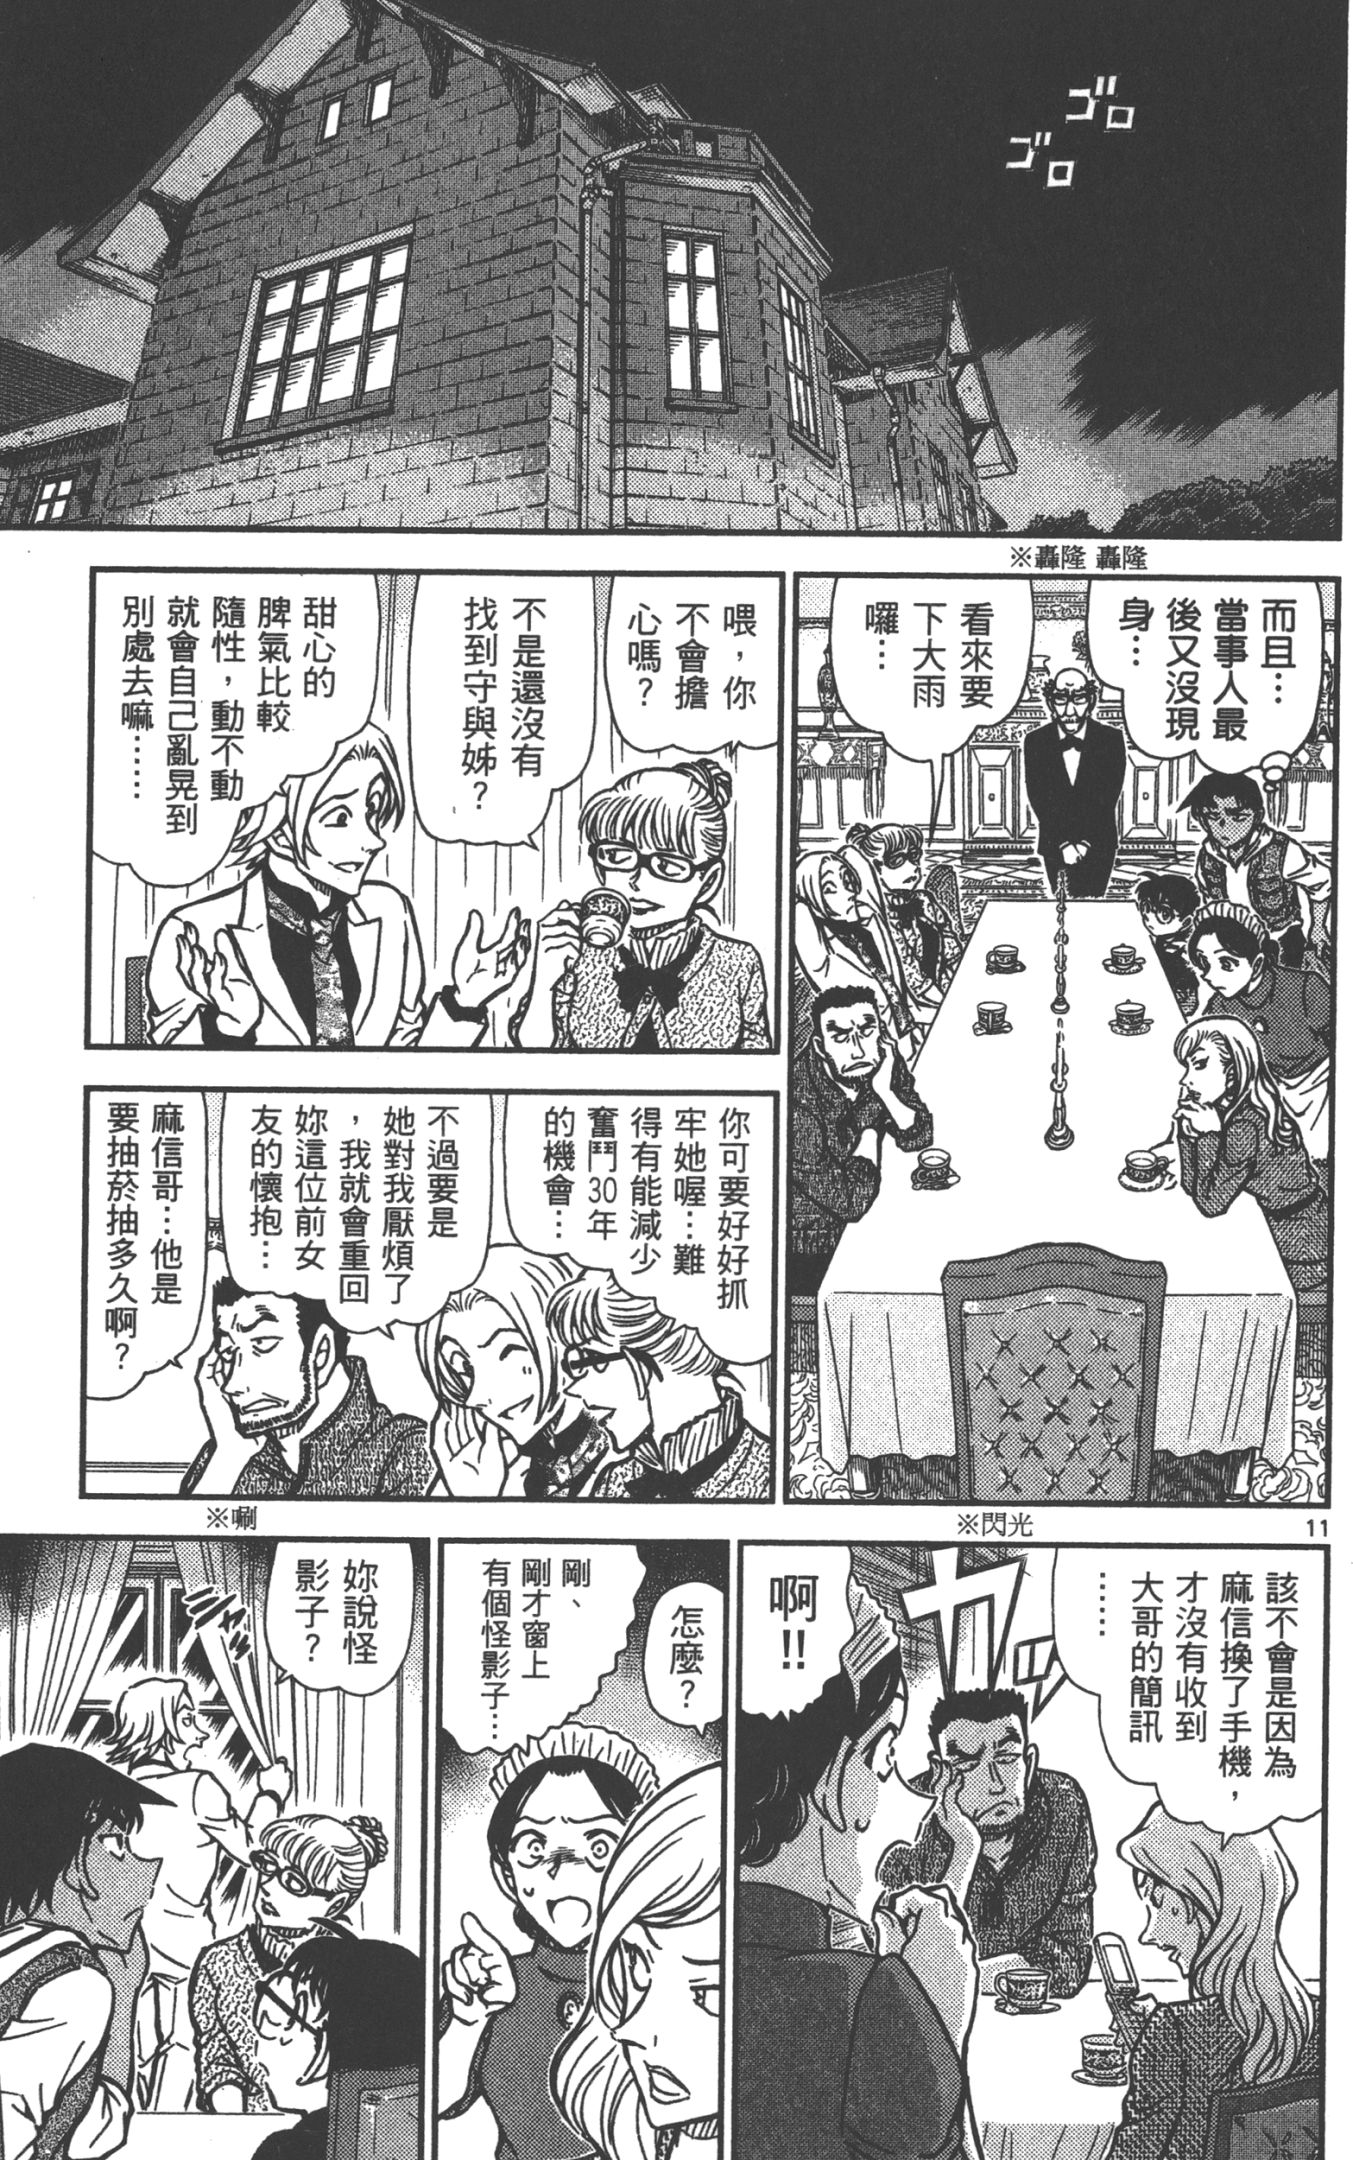 ゴロ
ゴロ
※轟隆 轟隆
而且…
當事人最
後又沒現
身…
看來要
下大雨
囉…
喂，你
不會擔
心嗎？
不是還沒有
找到守與姊？
甜心的
脾氣比較
隨性，動不動
就會自己亂晃到
別處去嘛……
你可要好好抓
牢她喔…難
得有能減少
奮鬥30年
的機會…
不過要是
她對我厭煩了
，我就會重回
妳這位前女
友的懷抱…
麻信哥…他是
要抽菸抽多久啊？
11
※閃光
該不會是因為
麻信換了手機，
才沒有收到
大哥的簡訊
……
カッ
啊!!
怎麼？
剛、
剛才窗上
有個怪影子…
※唰
妳說怪
影子？